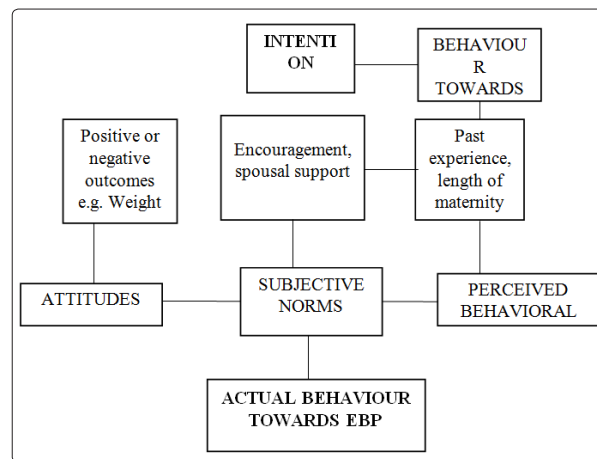 INTENTI
ON
BEHAVIOU
R
TOWARDS
Positive or
negative
outcomes
e.g. Weight
Encouragement,
spousal support
Past
experience,
length of
maternity
ATTITUDES
SUBJECTIVE
NORMS
PERCEIVED
BEHAVIORAL
ACTUAL BEHAVIOUR
TOWARDS EBP